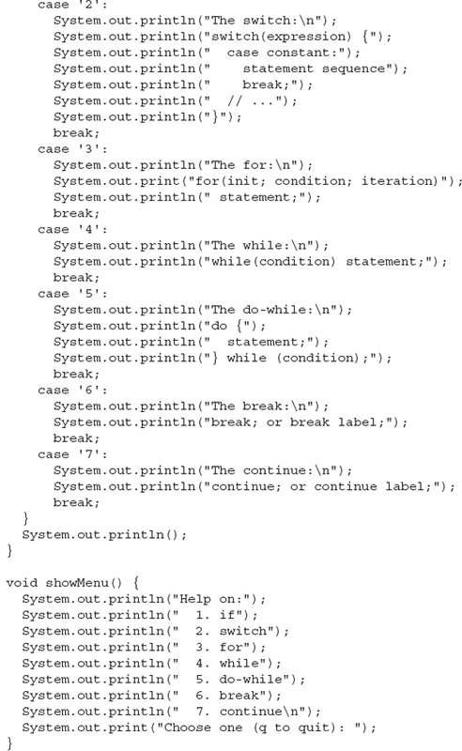 case '2':
System.out.println("The switch:\n");
System.out.println("switch(expression) {");
System.out.println("  case constant:");
System.out.println("    statement sequence");
System.out.println("    break;");
System.out.println("  // ...");
System.out.println("}");
break;
case '3':
System.out.println("The for:\n");
System.out.print("for(init; condition; iteration)");
System.out.println(" statement;");
break;
case '4':
System.out.println("The while:\n");
System.out.println("while(condition) statement;");
break;
case '5':
System.out.println("The do-while:\n");
System.out.println("do {");
System.out.println("  statement;");
System.out.println("} while (condition);");
break;
case '6':
System.out.println("The break:\n");
System.out.println("break; or break label;");
break;
case '7':
System.out.println("The continue:\n");
System.out.println("continue; or continue label;");
break;
}
System.out.println();
}
void showMenu() {
System.out.println("Help on:");
System.out.println("  1. if");
System.out.println("  2. switch");
System.out.println("  3. for");
System.out.println("  4. while");
System.out.println("  5. do-while");
System.out.println("  6. break");
System.out.println("  7. continue\n");
System.out.print("Choose one (q to quit): ");
}